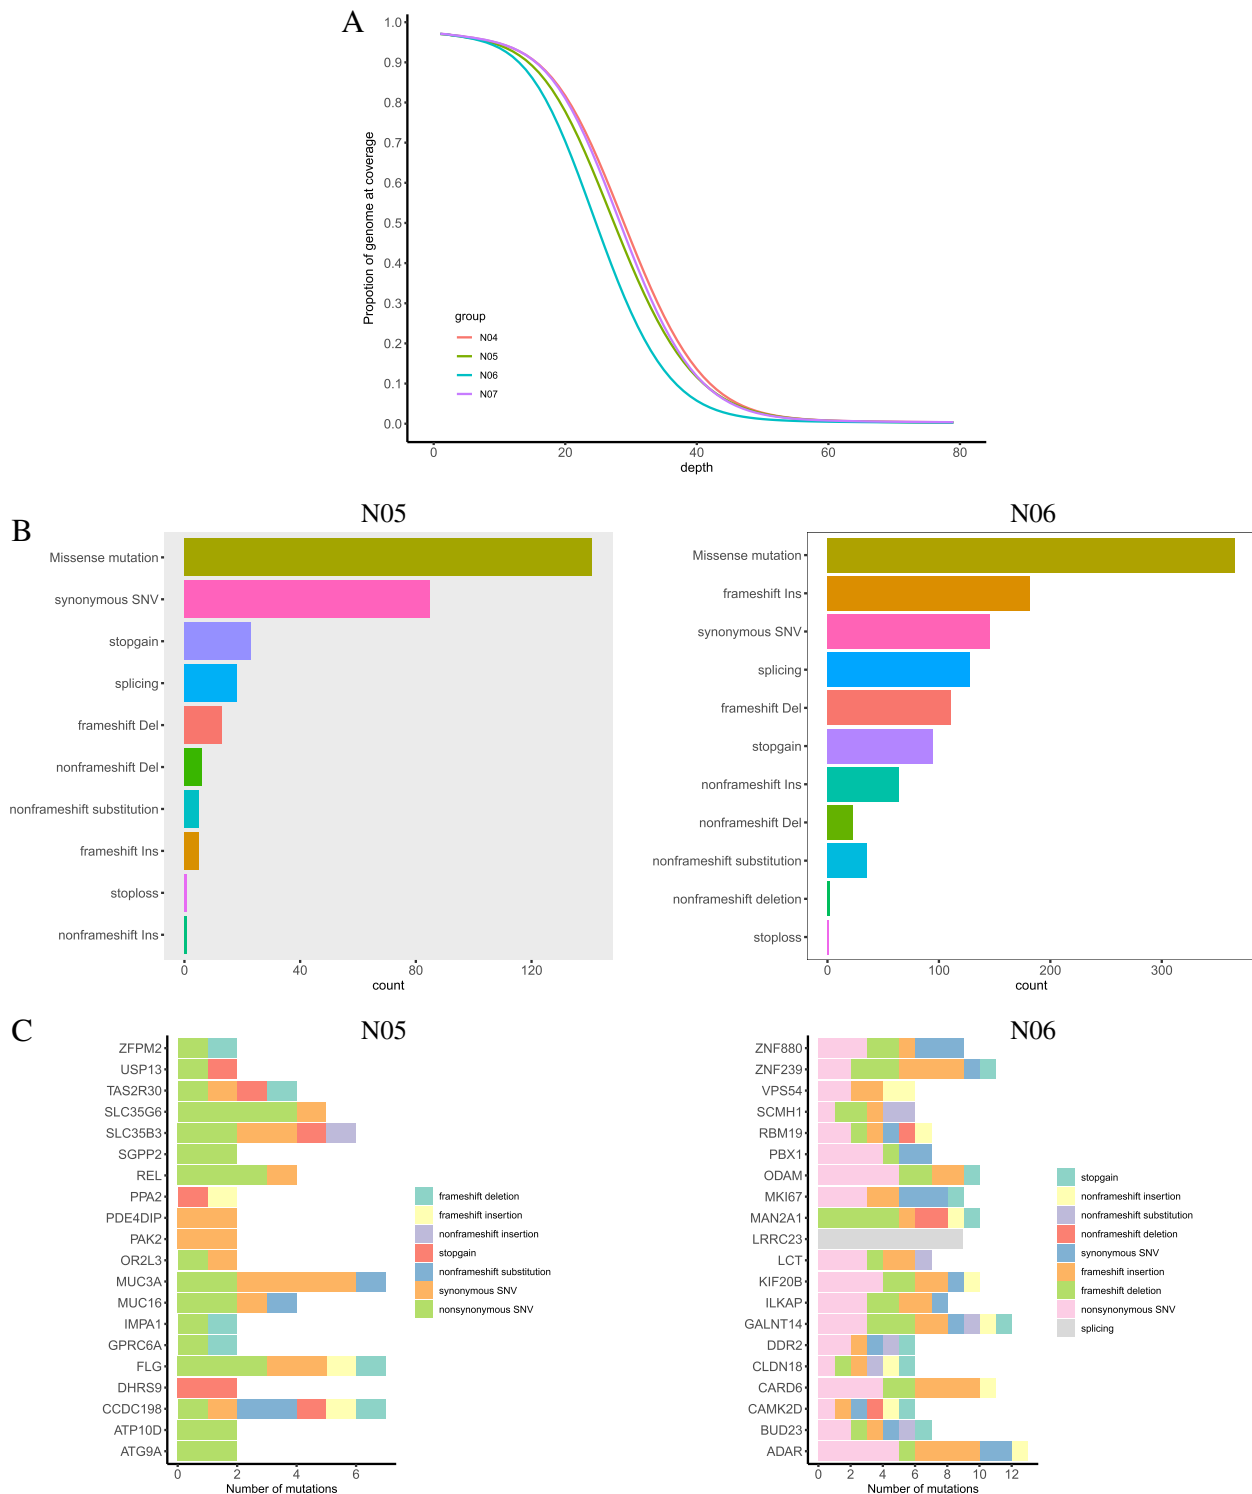 A
1.0
0.9
0.8
0.7
0.6
0.5
0.4
0.3
0.2
0.1
0.0
Propotion of genome at coverage
group
N04
N05
N06
N07
0 20 40 60 80
depth
B
N05
Missense mutation
synonymous SNV
stopgain
splicing
frameshift Del
nonframeshift Del
nonframeshift substitution
frameshift Ins
stoploss
nonframeshift Ins
0 40 80 120
count
N06
Missense mutation
frameshift Ins
synonymous SNV
splicing
frameshift Del
stopgain
nonframeshift Ins
nonframeshift Del
nonframeshift substitution
nonframeshift deletion
stoploss
0 100 200 300
count
C
N05
ZFPM2
USP13
TAS2R30
SLC35G6
SLC35B3
SGPP2
REL
PPA2
PDE4DIP
PAK2
OR2L3
MUC3A
MUC16
IMPA1
GPRC6A
FLG
DHRS9
CCDC198
ATP10D
ATG9A
0 2 4 6
Number of mutations
frameshift deletion
frameshift insertion
nonframeshift insertion
stopgain
nonframeshift substitution
synonymous SNV
nonsynonymous SNV
N06
ZNF880
ZNF239
VPS54
SCMH1
RBM19
PBX1
ODAM
MKI67
MAN2A1
LRRC23
LCT
KIF20B
ILKAP
GALNT14
DDR2
CLDN18
CARD6
CAMK2D
BUD23
ADAR
0 2 4 6 8 10 12
Number of mutations
stopgain
nonframeshift insertion
nonframeshift substitution
nonframeshift deletion
synonymous SNV
frameshift insertion
frameshift deletion
nonsynonymous SNV
splicing